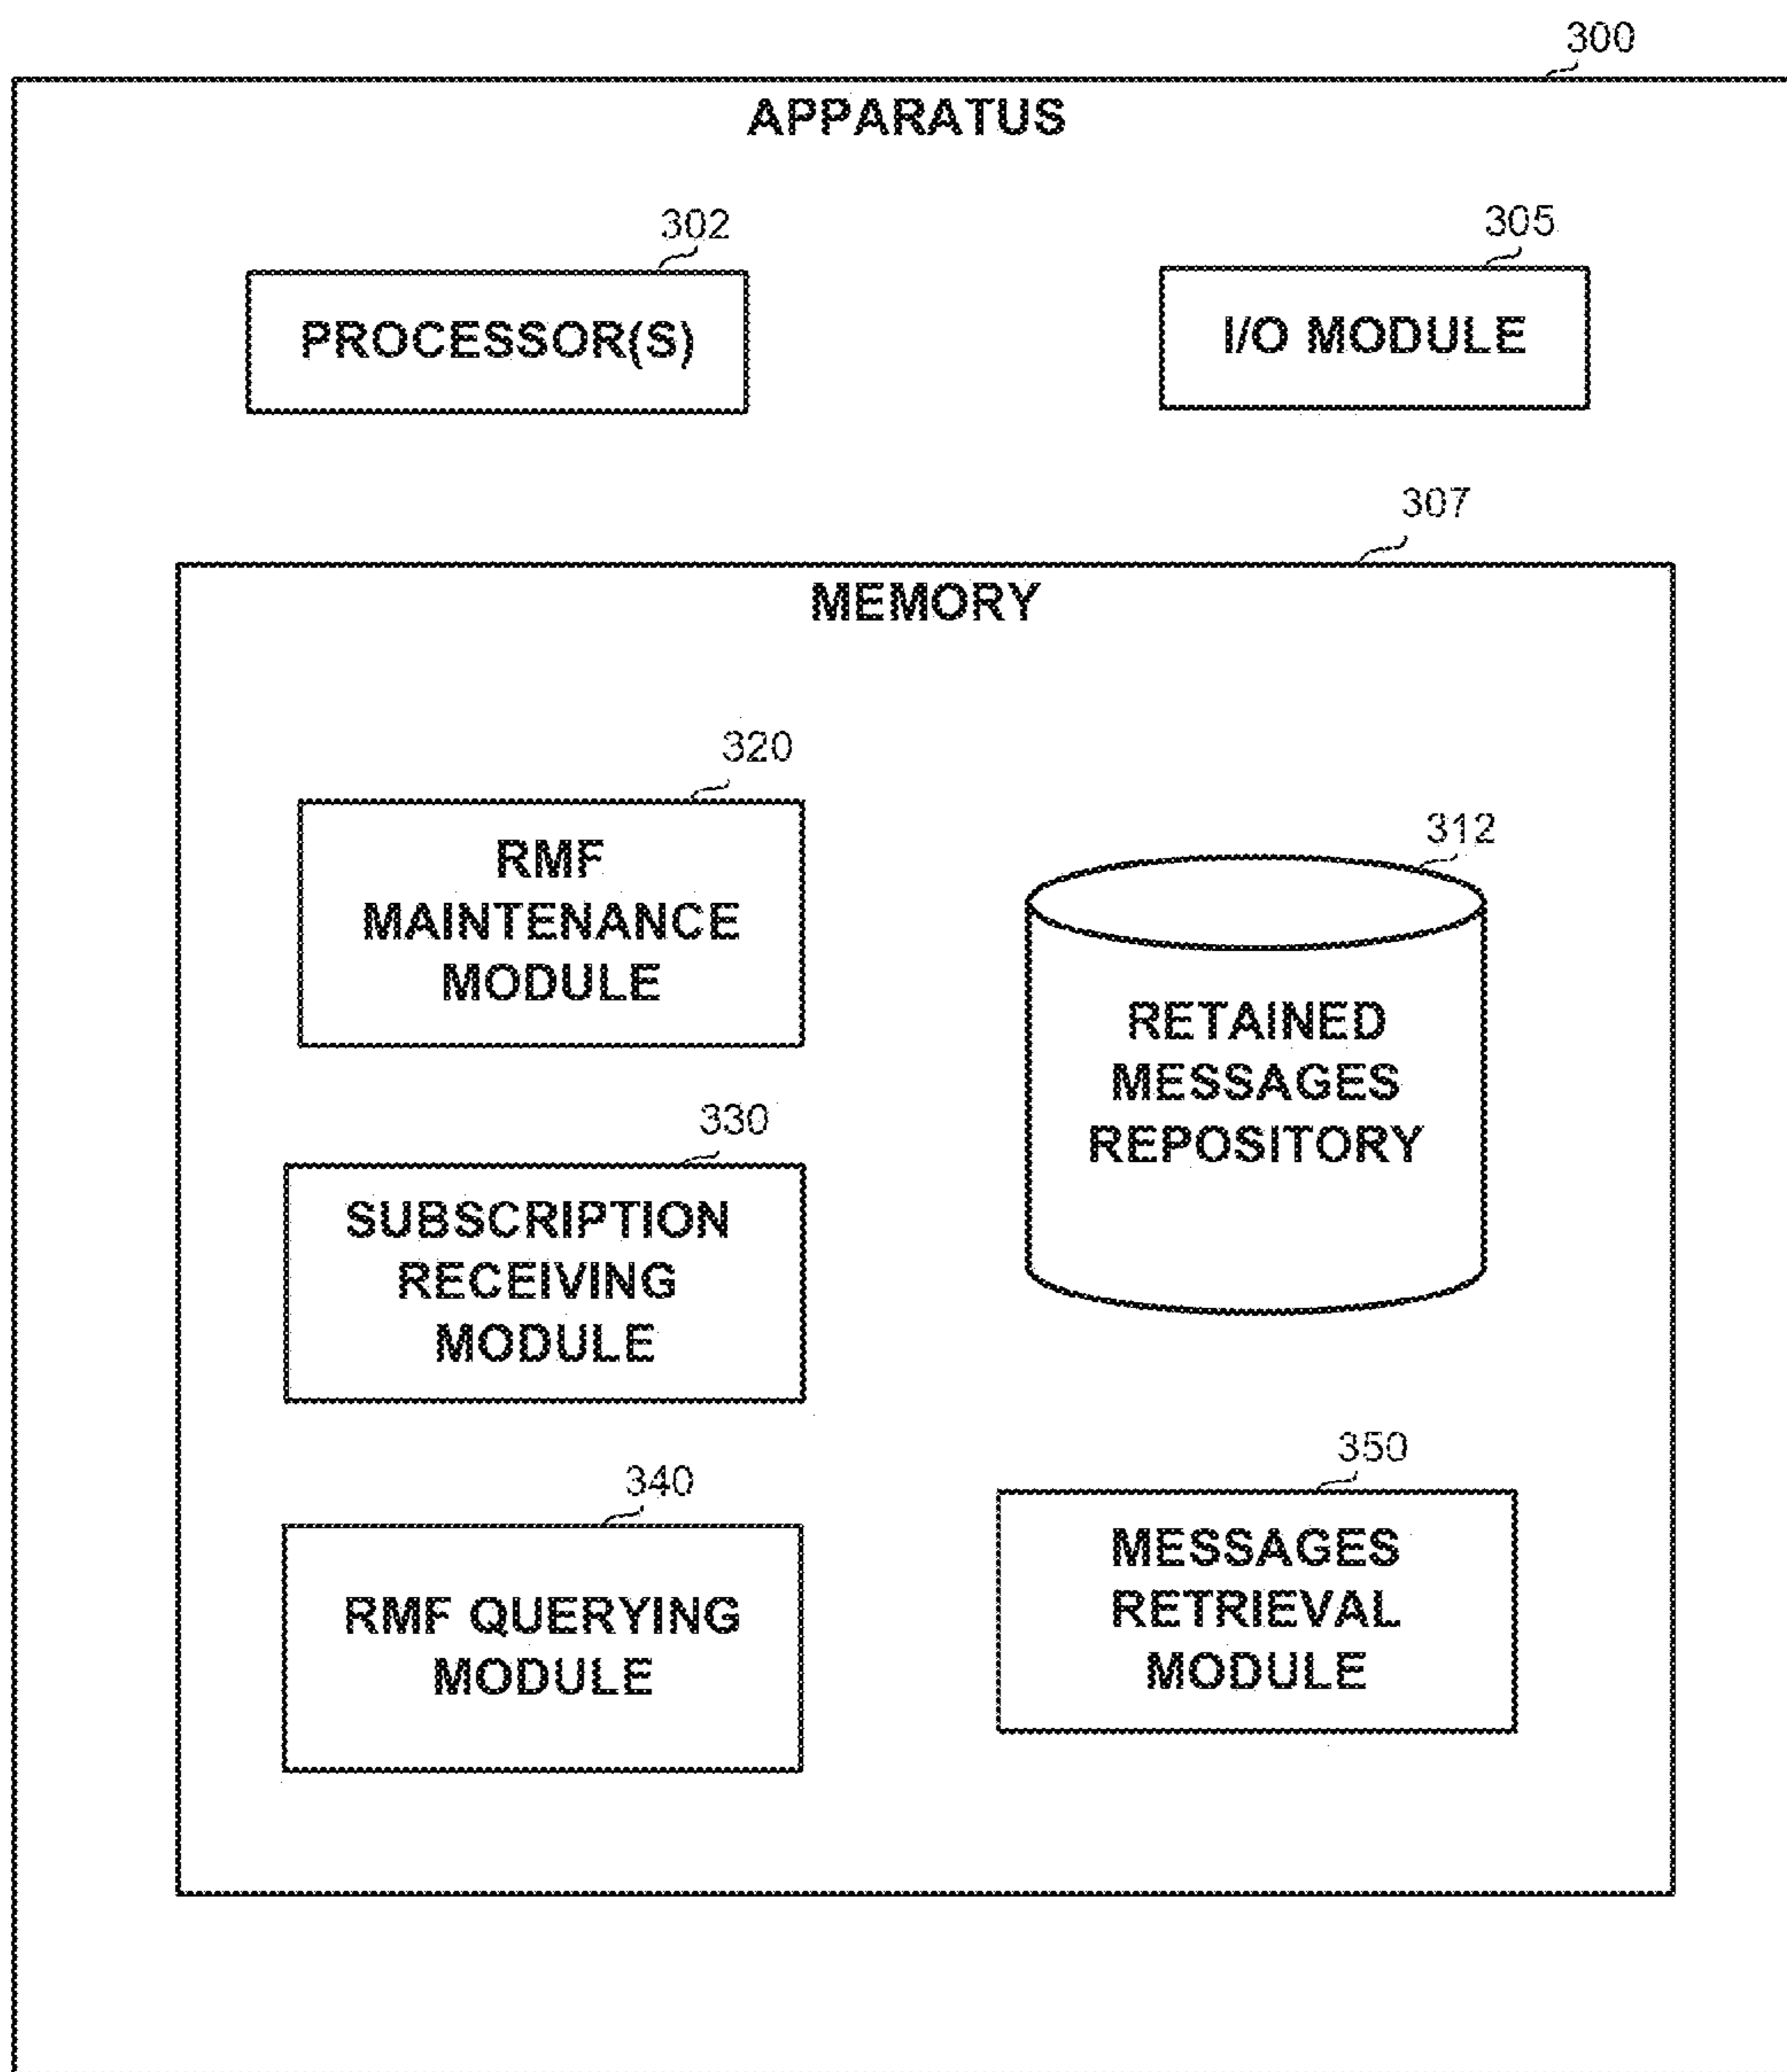 300
APPARATUS
302
PROCESSOR(S)
305
I/O MODULE
307
MEMORY
320
RMF
MAINTENANCE
MODULE
312
RETAINED
MESSAGES
REPOSITORY
330
SUBSCRIPTION
RECEIVING
MODULE
340
RMF QUERYING
MODULE
350
MESSAGES
RETRIEVAL
MODULE